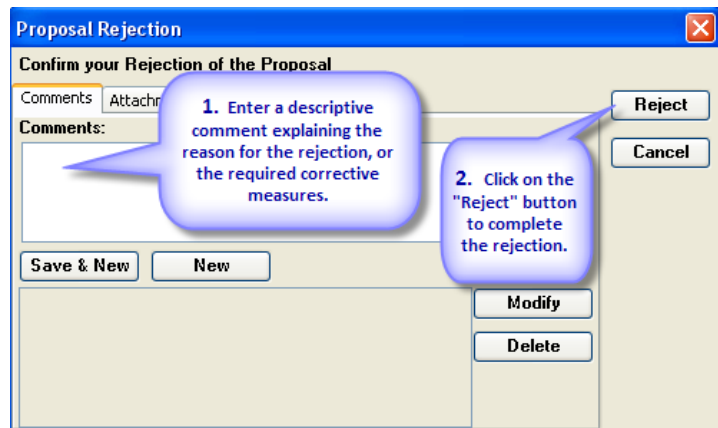 Proposal Rejection
Confirm your Rejection of the Proposal
Comments
Comments:
1. Enter a descriptive
comment explaining the
reason for the rejection, or
the required corrective
measures.
Reject
Cancel
2. Click on the
"Reject" button
to complete
the rejection.
Save & New
New
Modify
Delete